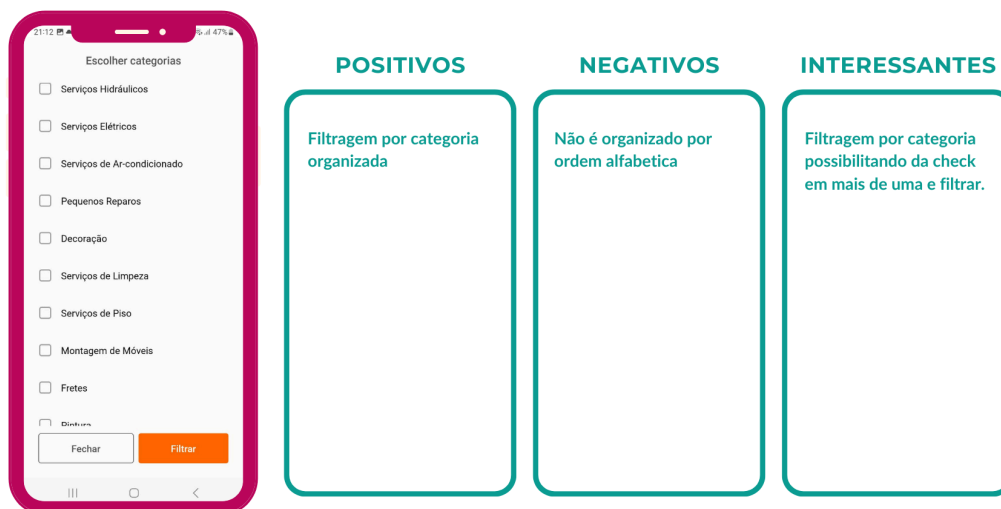 21:12
47%
Escolher categorias
Serviços Hidráulicos
Serviços Elétricos
Serviços de Ar-condicionado
Pequenos Reparos
Decoração
Serviços de Limpeza
Serviços de Piso
Montagem de Móveis
Fretes
Pintura
Fechar
Filtrar
POSITIVOS
Filtragem por categoria
organizada
NEGATIVOS
Não é organizado por
ordem alfabetica
INTERESSANTES
Filtragem por categoria
possibilitando da check
em mais de uma e filtrar.